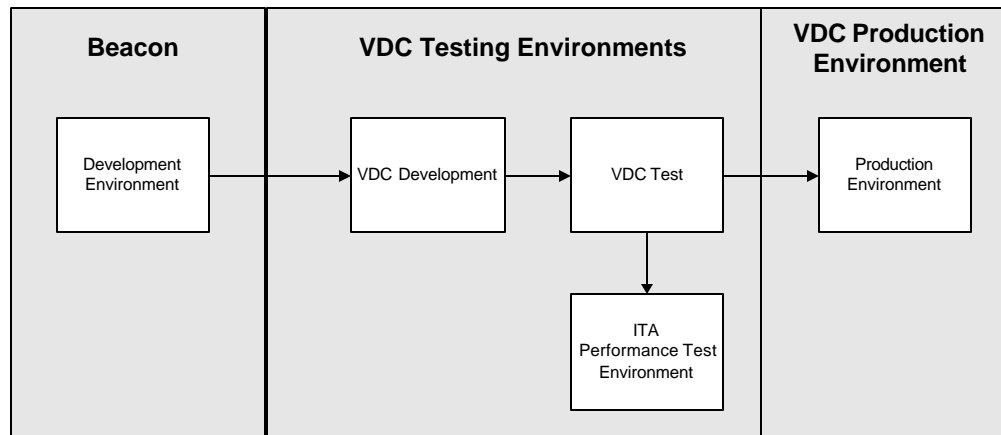 Beacon
VDC Testing Environments
VDC Production
Environment
Development
Environment
VDC Development
VDC Test
Production
Environment
ITA
Performance Test
Environment